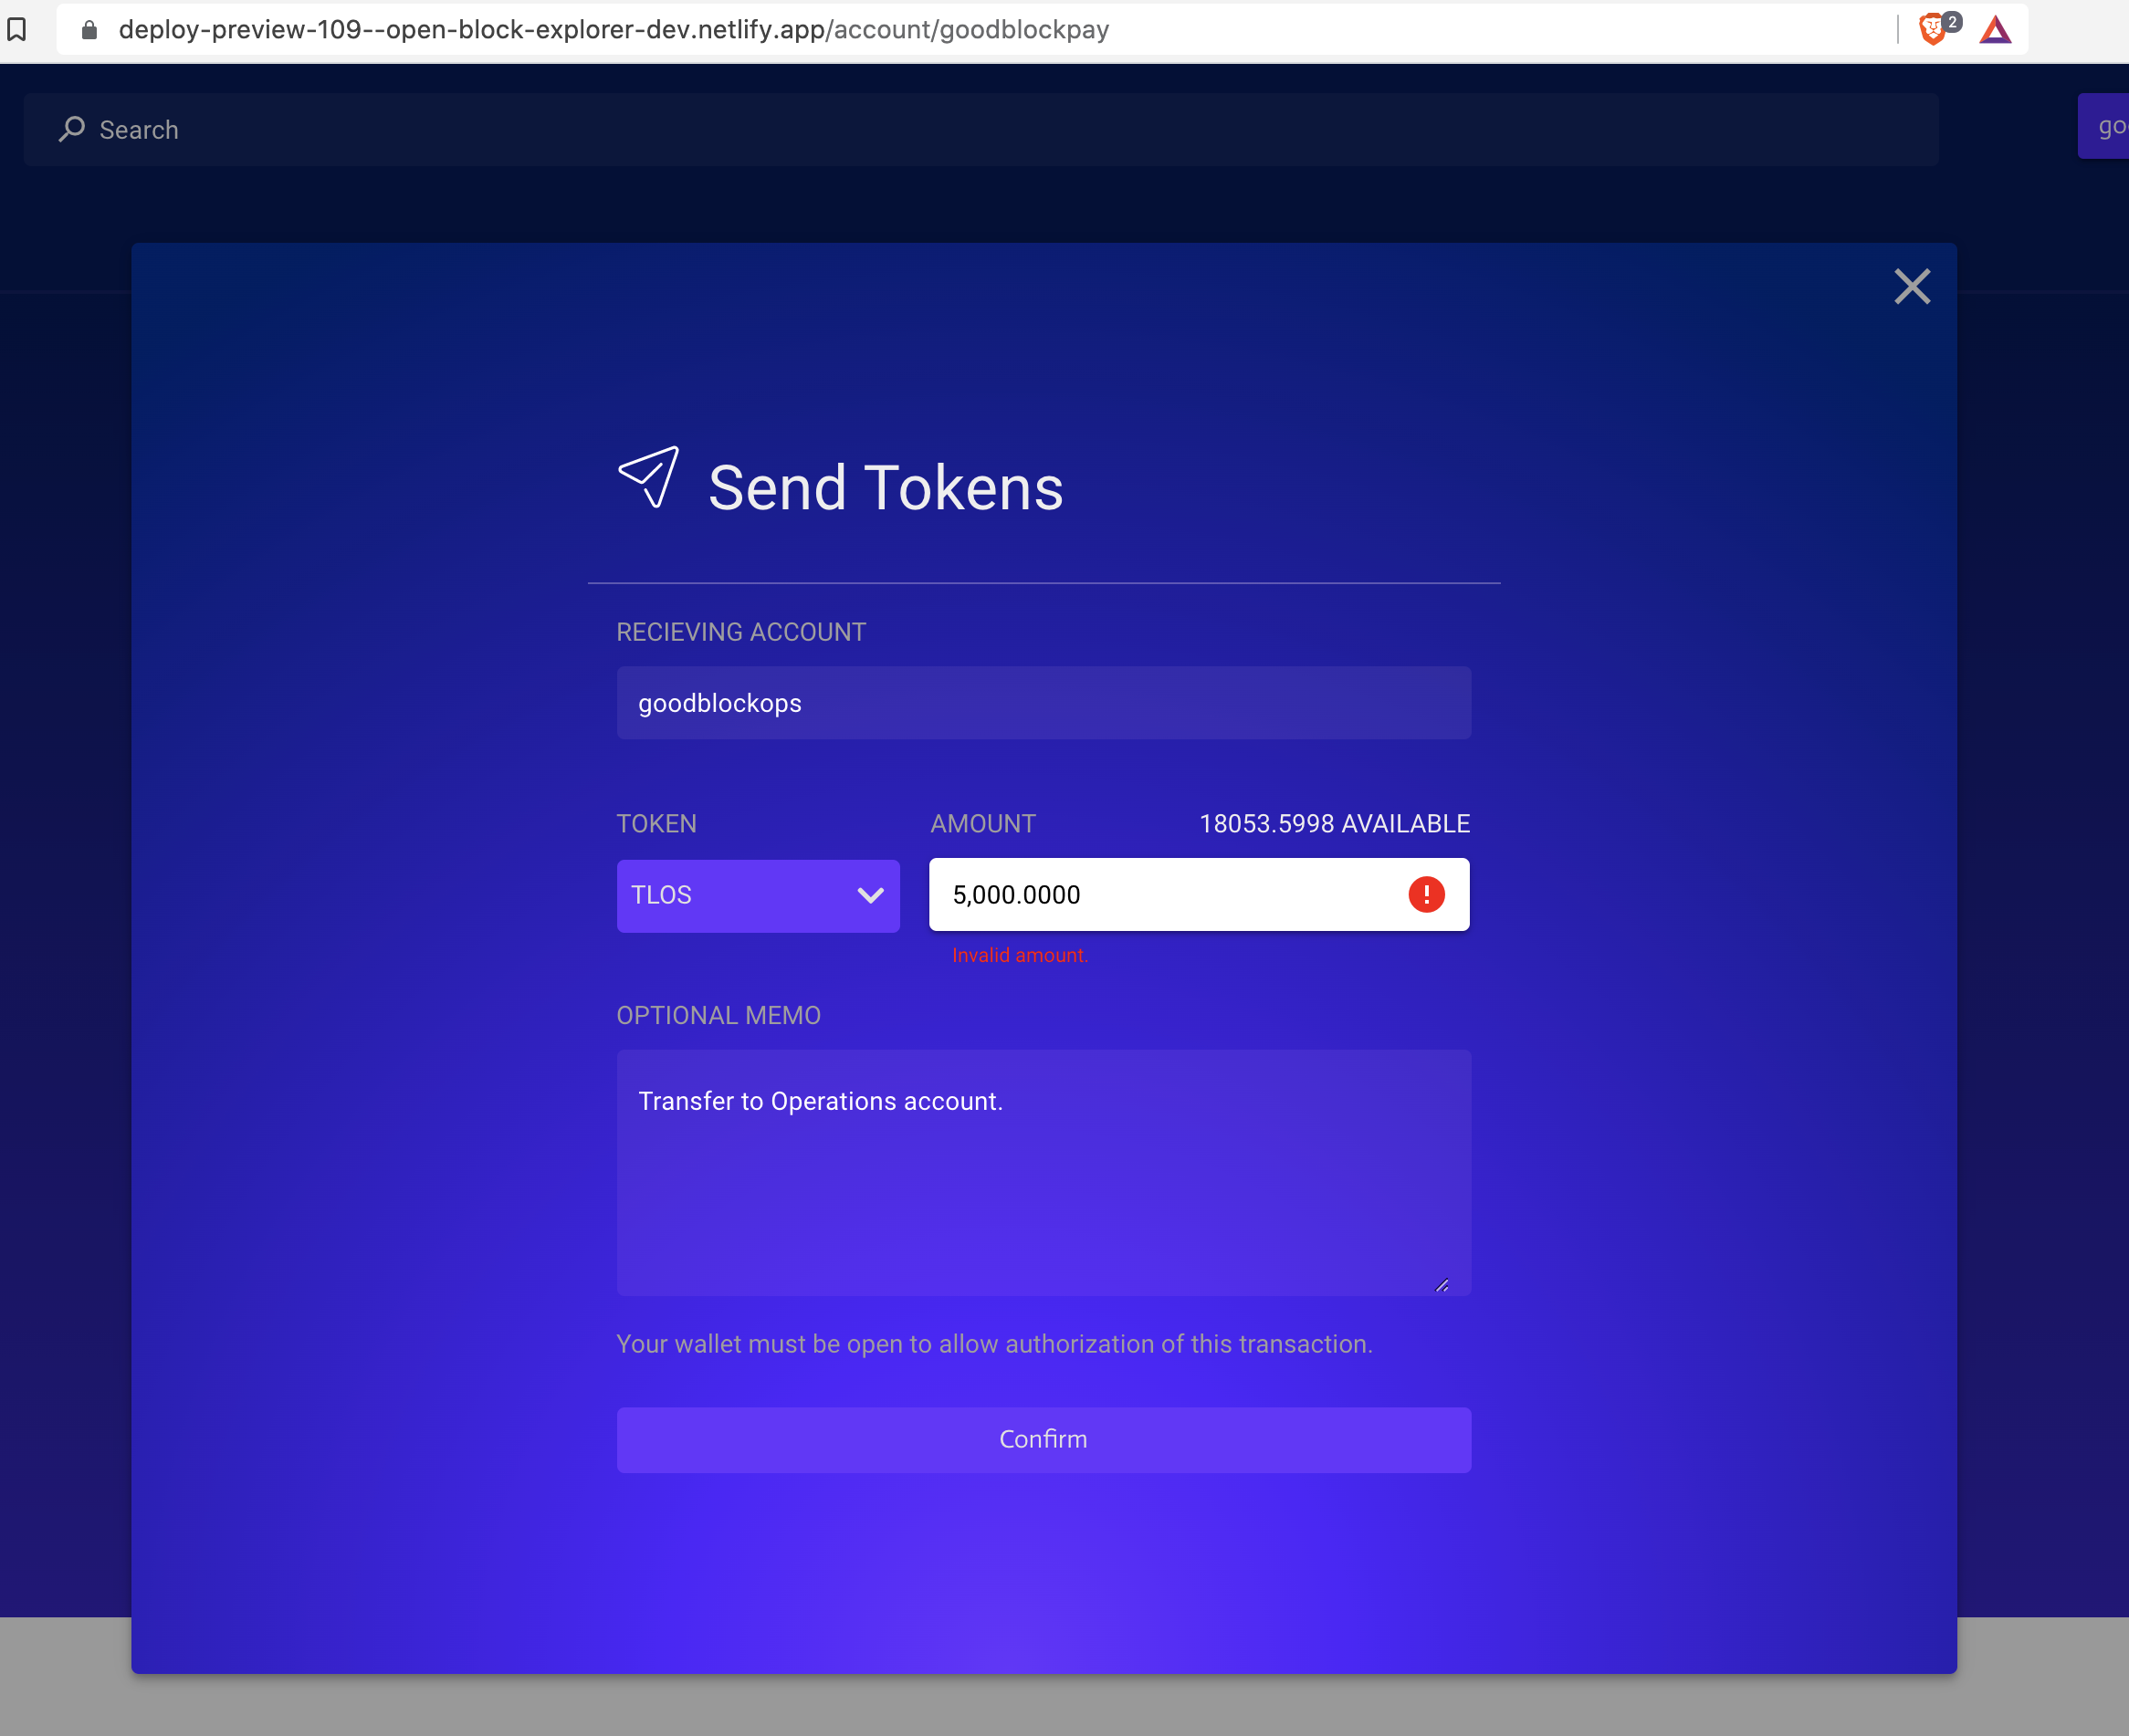 deploy-preview-109--open-block-explorer-dev.netlify.app/account/goodblockpay
2
Search
go
Send Tokens
RECIEVING ACCOUNT
goodblockops
TOKEN
AMOUNT
18053.5998 AVAILABLE
TLOS
5,000.0000
Invalid amount.
OPTIONAL MEMO
Transfer to Operations account.
Your wallet must be open to allow authorization of this transaction.
Confirm